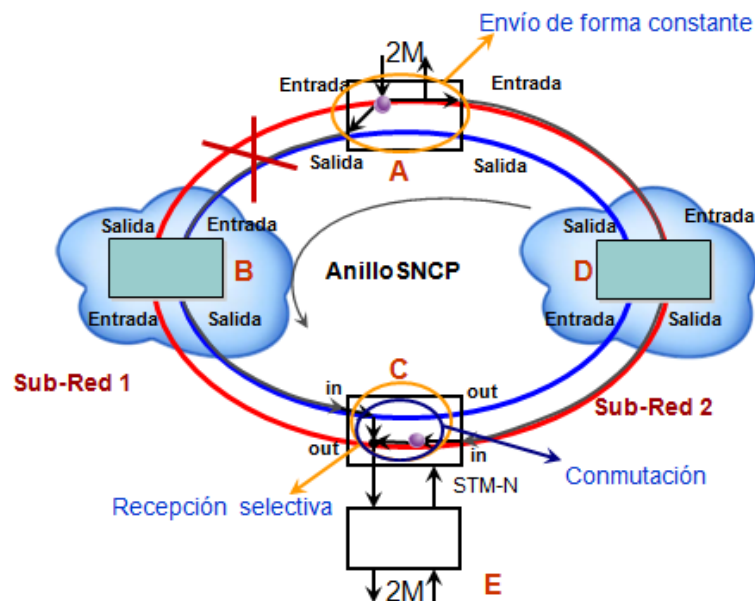 Envío de forma constante
2M
Entrada
Entrada
Salida
Salida
A
Salida
Entrada
Salida
Entrada
B
Anillo SNCP
D
Entrada
Salida
Entrada
Salida
Sub-Red 1
C
in
out
Sub-Red 2
out
in
Recepción selectiva
STM-N
Conmutación
2M
E